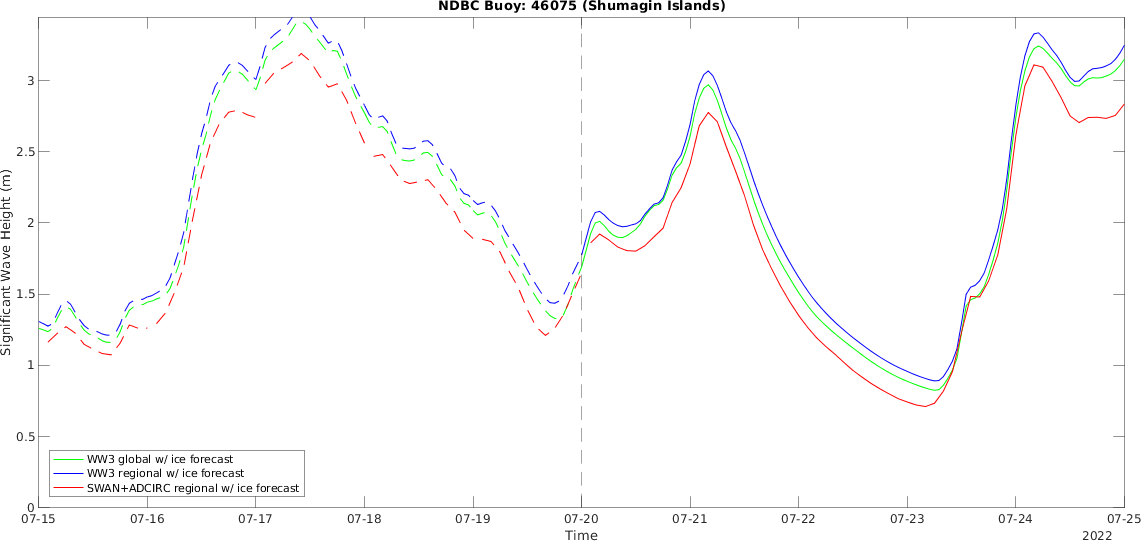 NDBC Buoy: 46075 (Shumagin Islands)
Significant Wave Height (m)
3
2.5
2
1.5
1
0.5
0
WW3 global w/ ice forecast
WW3 regional w/ ice forecast
SWAN+ADCIRC regional w/ ice forecast
07-15 07-16 07-17 07-18 07-19 07-20 07-21 07-22 07-23 07-24 07-25
Time
2022